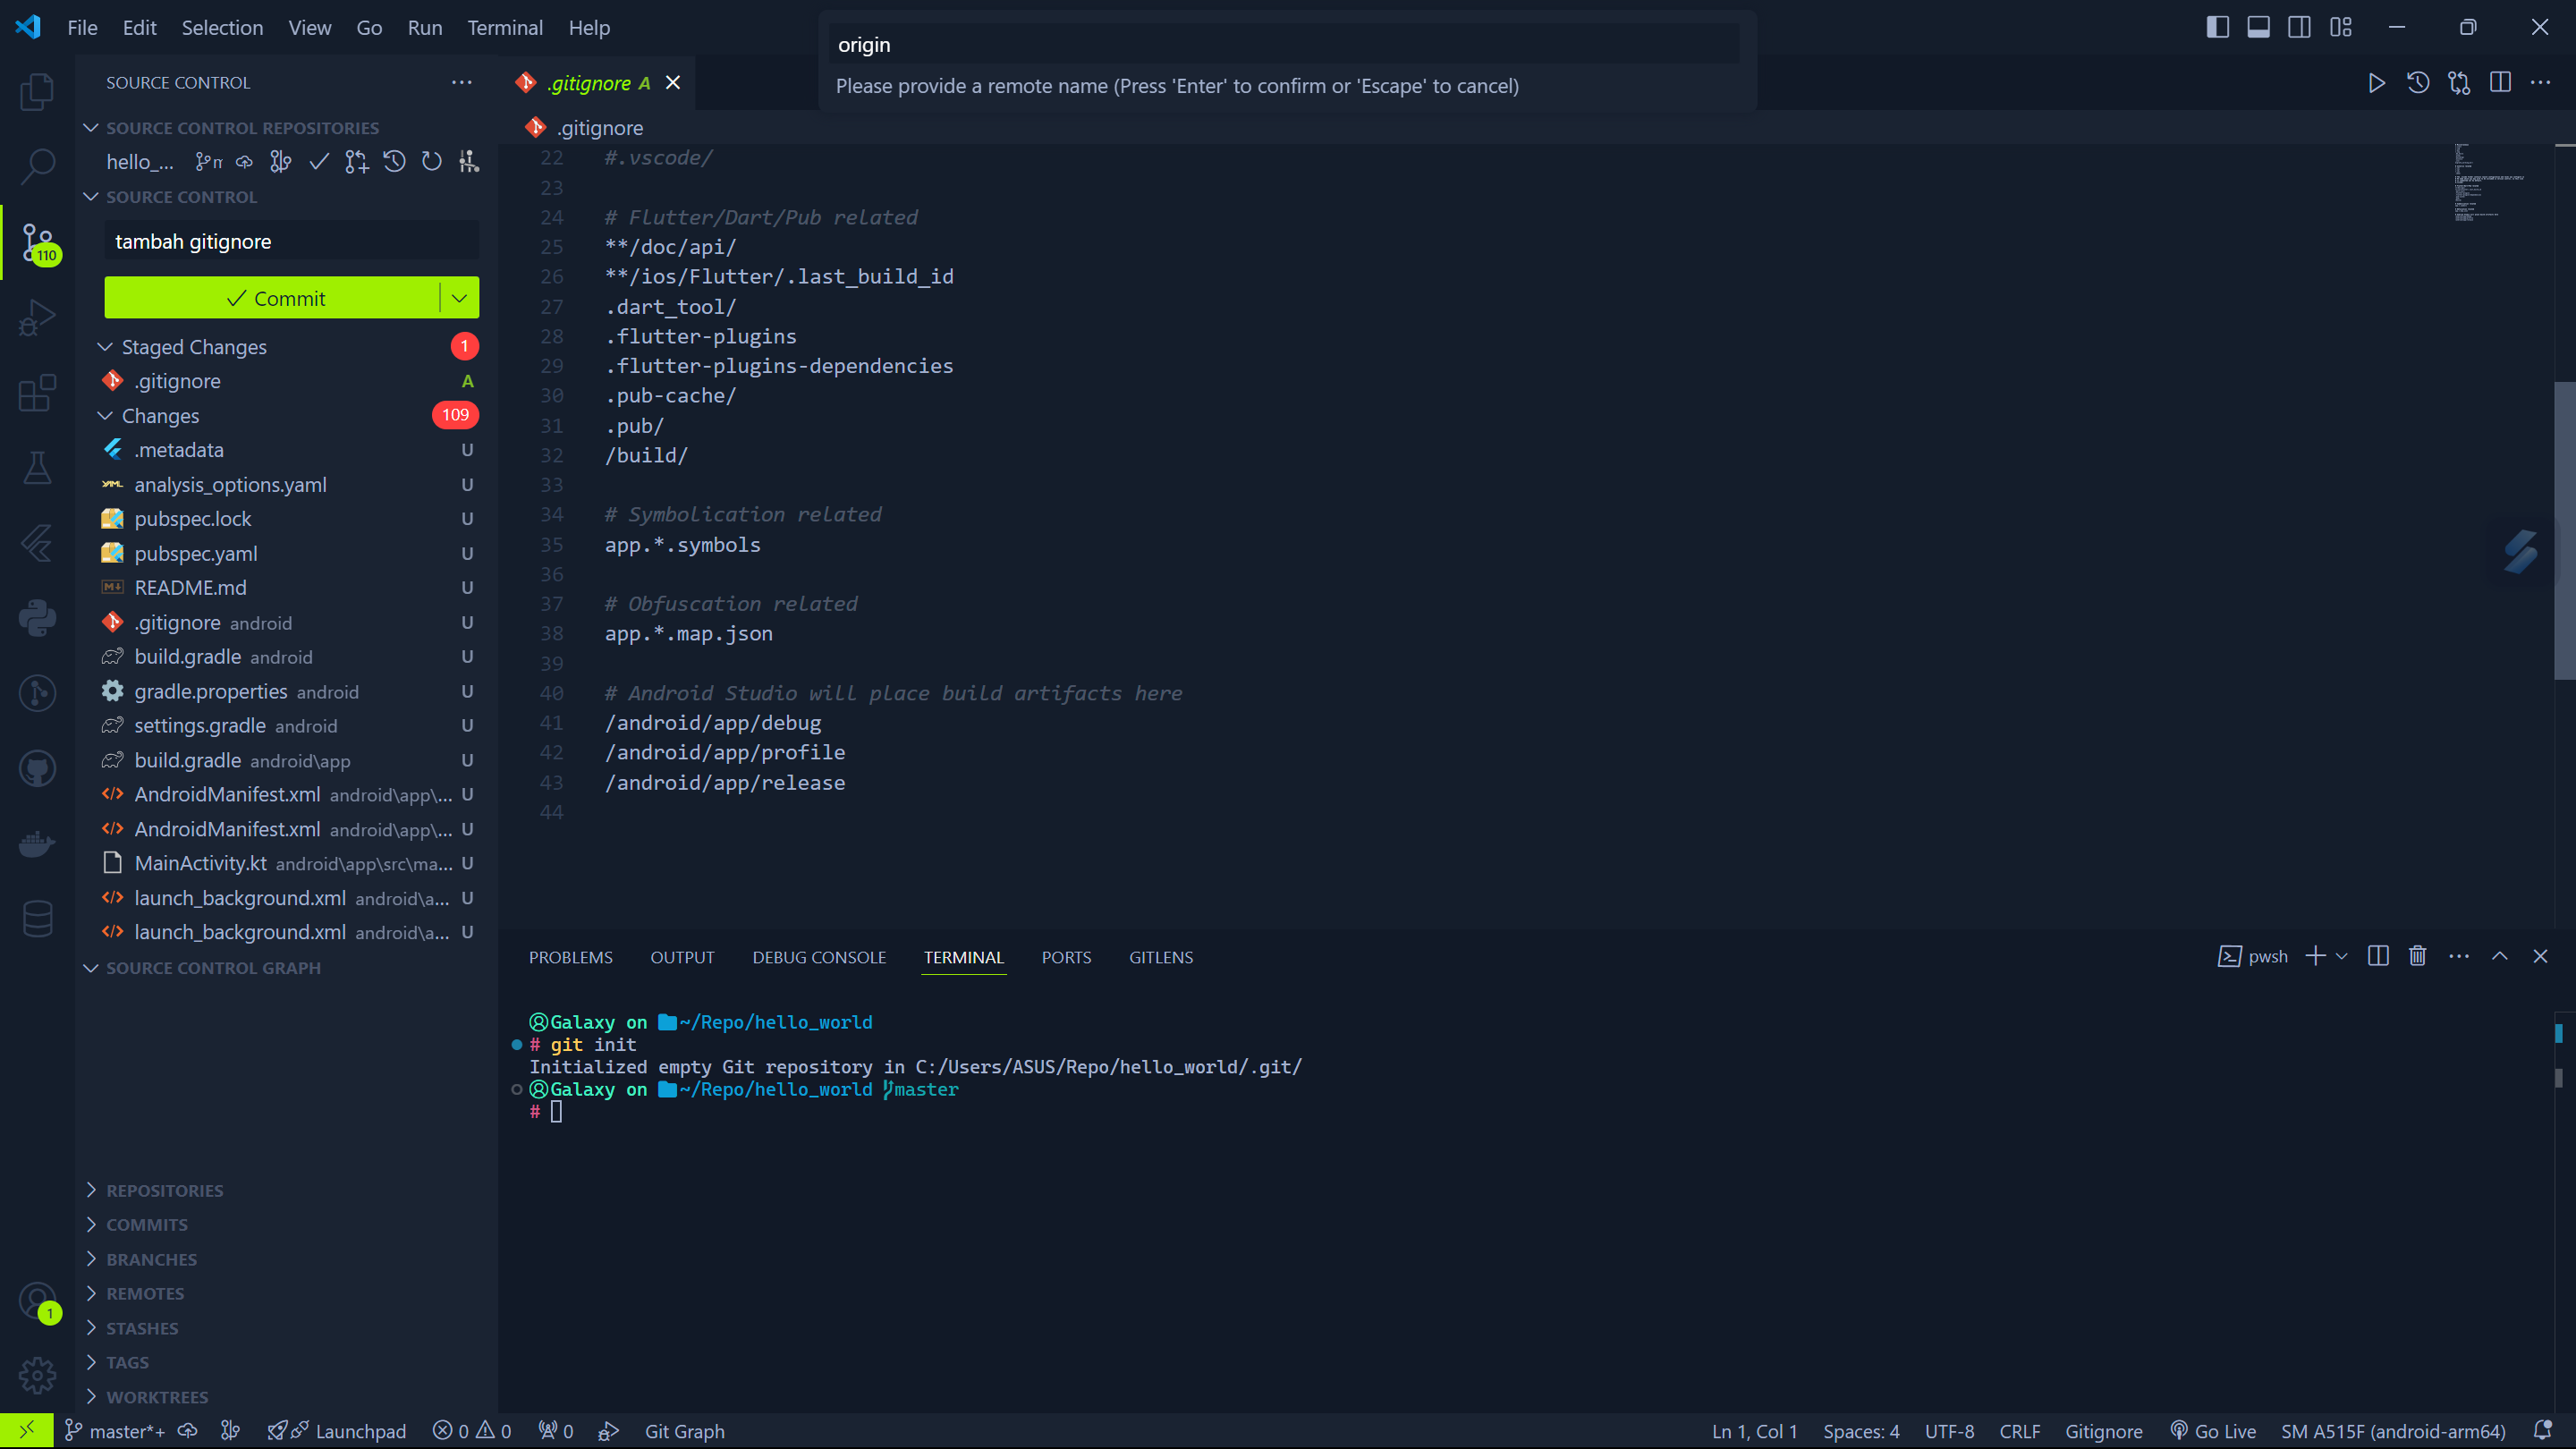 File Edit Selection View Go Run Terminal Help
origin
Please provide a remote name (Press 'Enter' to confirm or 'Escape' to cancel)
SOURCE CONTROL
.gitignore A
SOURCE CONTROL REPOSITORIES
.gitignore
hello_...
SOURCE CONTROL
tambah gitignore
110
Commit
Staged Changes 1
.gitignore A
Changes 109
.metadata U
analysis_options.yaml U
pubspec.lock U
pubspec.yaml U
README.md U
.gitignore android U
build.gradle android U
gradle.properties android U
settings.gradle android U
build.gradle android\app U
AndroidManifest.xml android\app\... U
AndroidManifest.xml android\app\... U
MainActivity.kt android\app\src\ma... U
launch_background.xml android\a... U
launch_background.xml android\a... U
SOURCE CONTROL GRAPH
REPOSITORIES
COMMITS
BRANCHES
REMOTES
STASHES
TAGS
WORKTREES
1
22 #.vscode/
23
24 # Flutter/Dart/Pub related
25 **/doc/api/
26 **/ios/Flutter/.last_build_id
27 .dart_tool/
28 .flutter-plugins
29 .flutter-plugins-dependencies
30 .pub-cache/
31 .pub/
32 /build/
33
34 # Symbolication related
35 app.*.symbols
36
37 # Obfuscation related
38 app.*.map.json
39
40 # Android Studio will place build artifacts here
41 /android/app/debug
42 /android/app/profile
43 /android/app/release
44
PROBLEMS OUTPUT DEBUG CONSOLE TERMINAL PORTS GITLENS
pwsh
Galaxy on ~/Repo/hello_world
# git init
Initialized empty Git repository in C:/Users/ASUS/Repo/hello_world/.git/
Galaxy on ~/Repo/hello_world master
#
master*+ Launchpad 0 0 0 Git Graph
Ln 1, Col 1 Spaces: 4 UTF-8 CRLF Gitignore Go Live SM A515F (android-arm64)